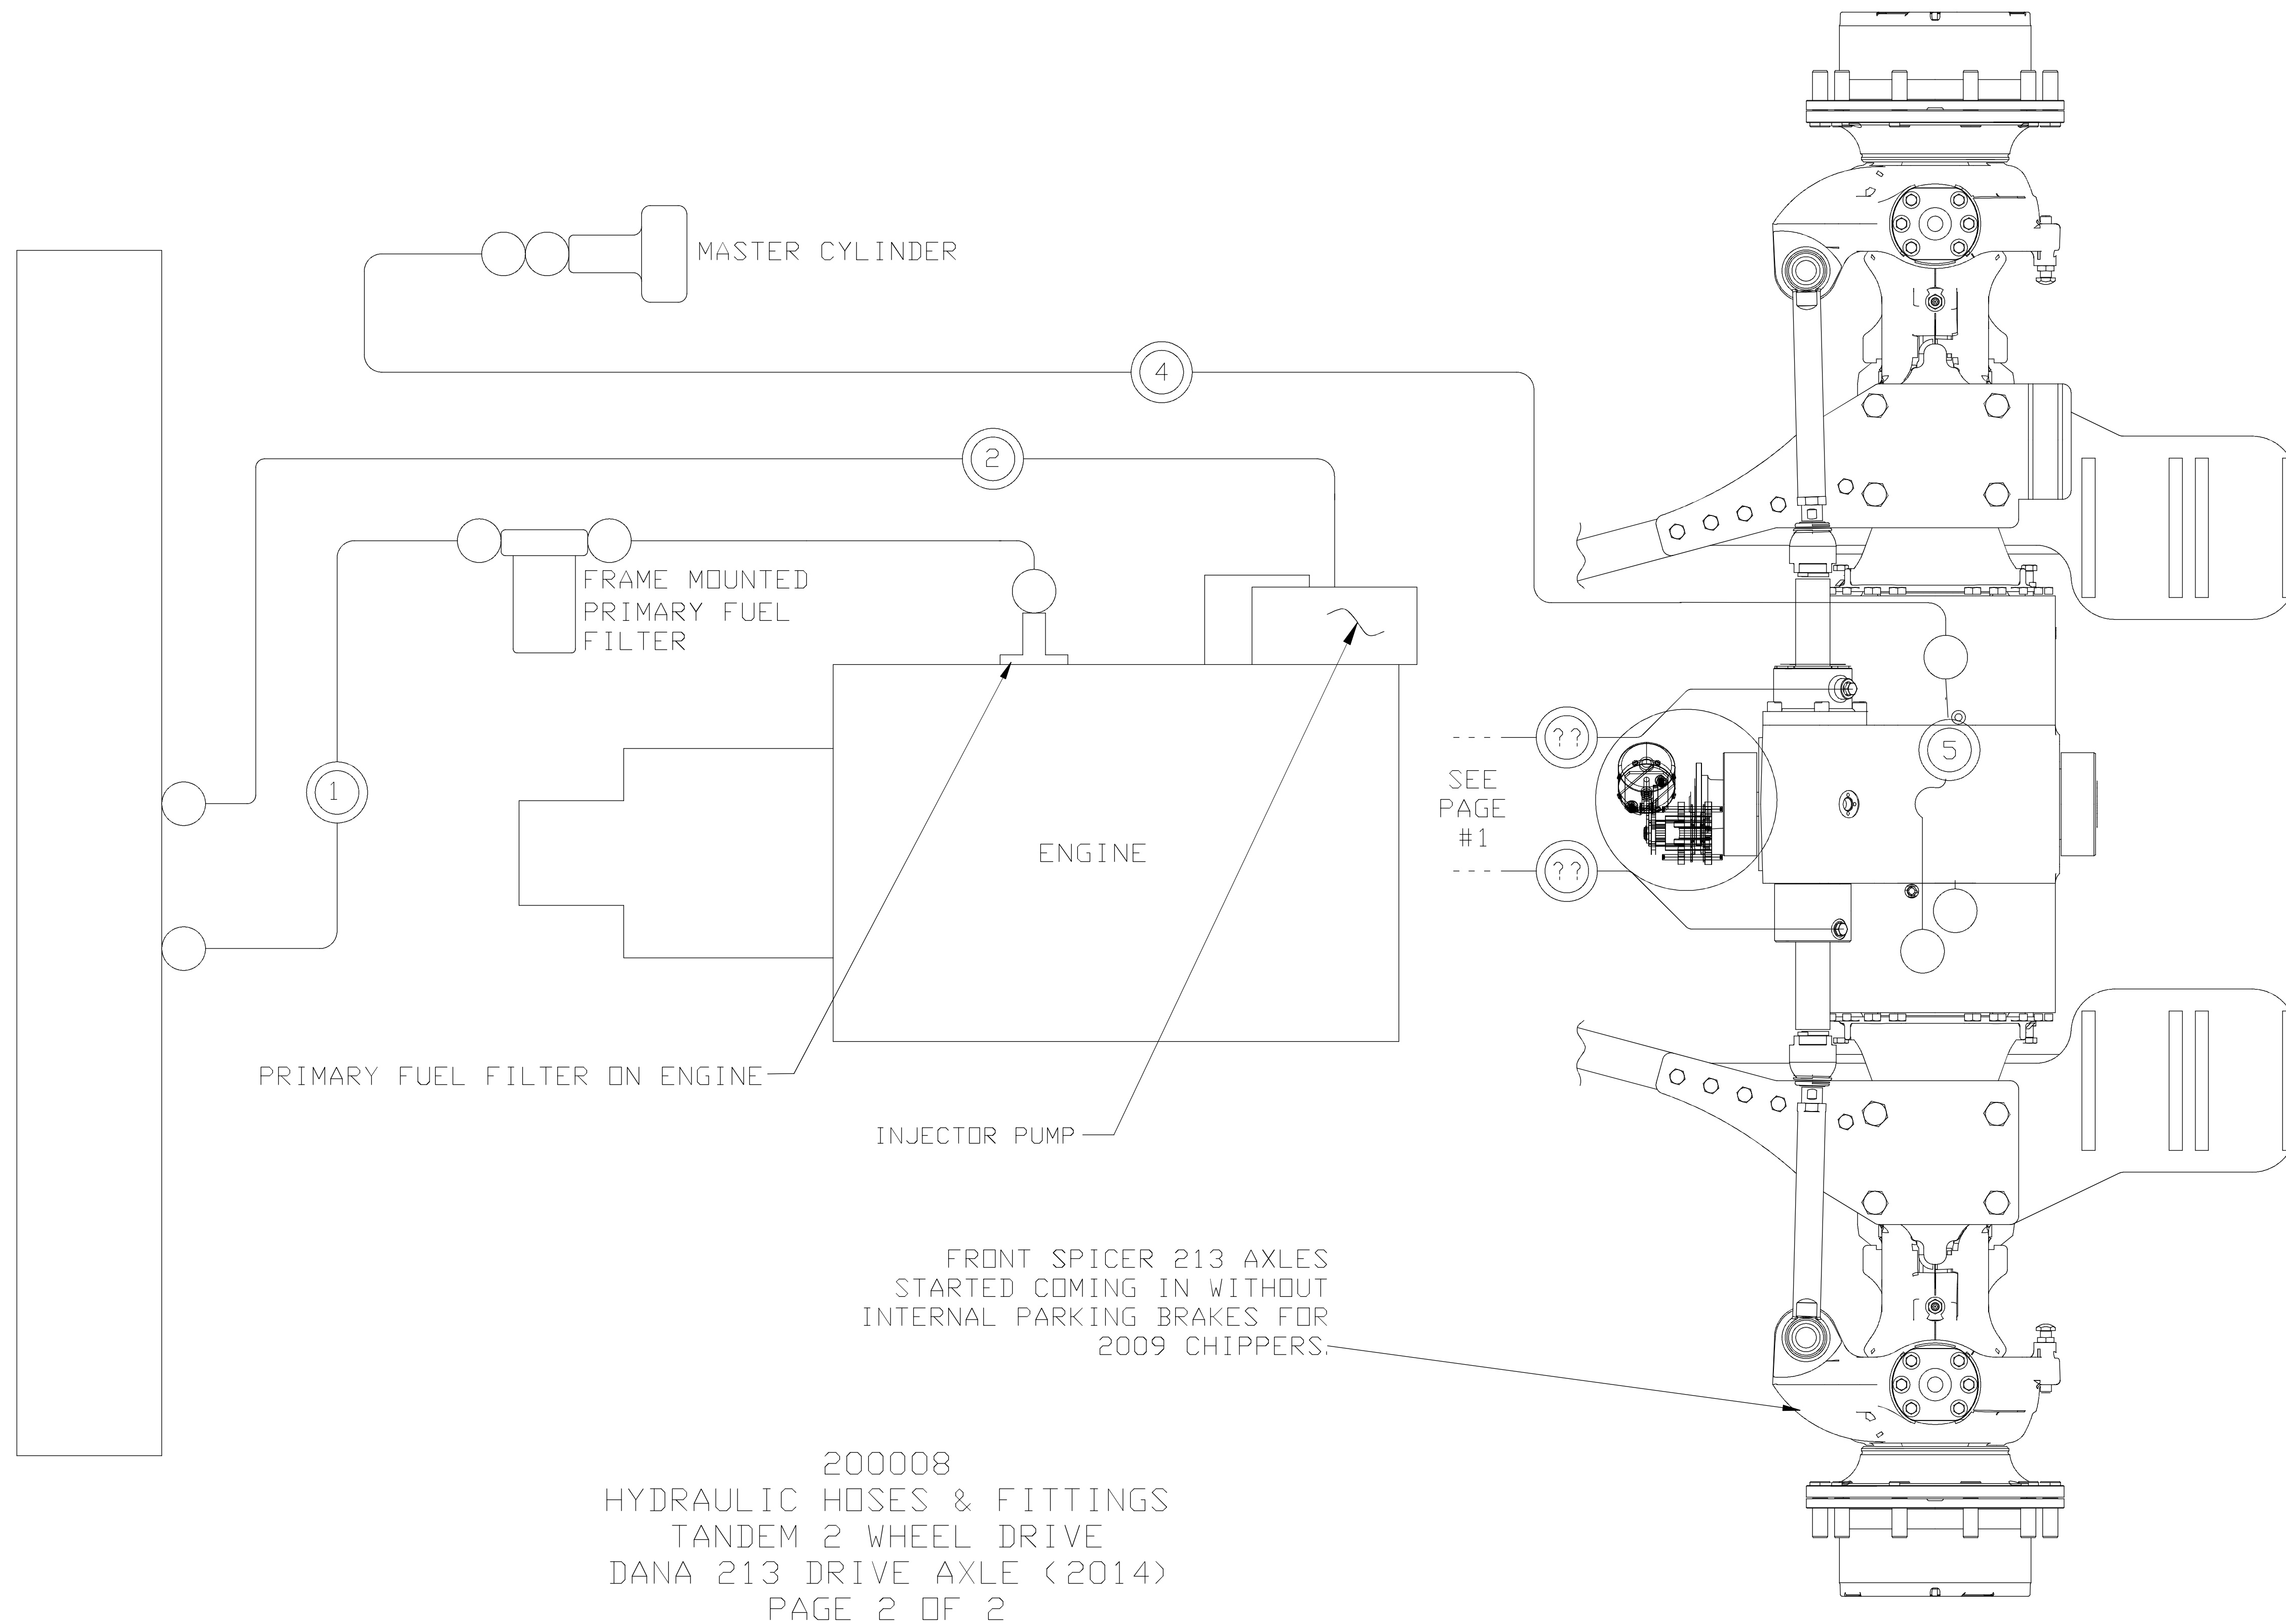 MASTER CYLINDER
4
2
FRAME MOUNTED
PRIMARY FUEL
FILTER
1
??
SEE
PAGE
#1
??
5
ENGINE
PRIMARY FUEL FILTER ON ENGINE
INJECTOR PUMP
FRONT SPICER 213 AXLES
STARTED COMING IN WITHOUT
INTERNAL PARKING BRAKES FOR
2009 CHIPPERS.
200008
HYDRAULIC HOSES & FITTINGS
TANDEM 2 WHEEL DRIVE
DANA 213 DRIVE AXLE (2014)
PAGE 2 OF 2